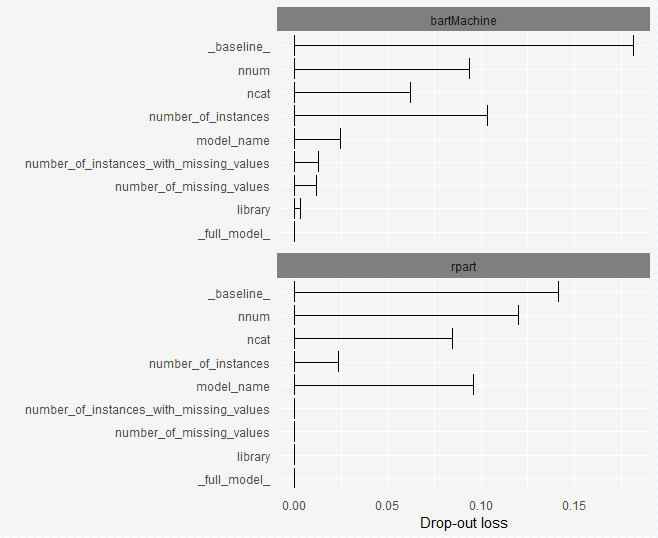 bartMachine
_baseline_
nnum
ncat
number_of_instances
model_name
number_of_instances_with_missing_values
number_of_missing_values
library
_full_model_
rpart
_baseline_
nnum
ncat
number_of_instances
model_name
number_of_instances_with_missing_values
number_of_missing_values
library
_full_model_
0.00 0.05 0.10 0.15
Drop-out loss